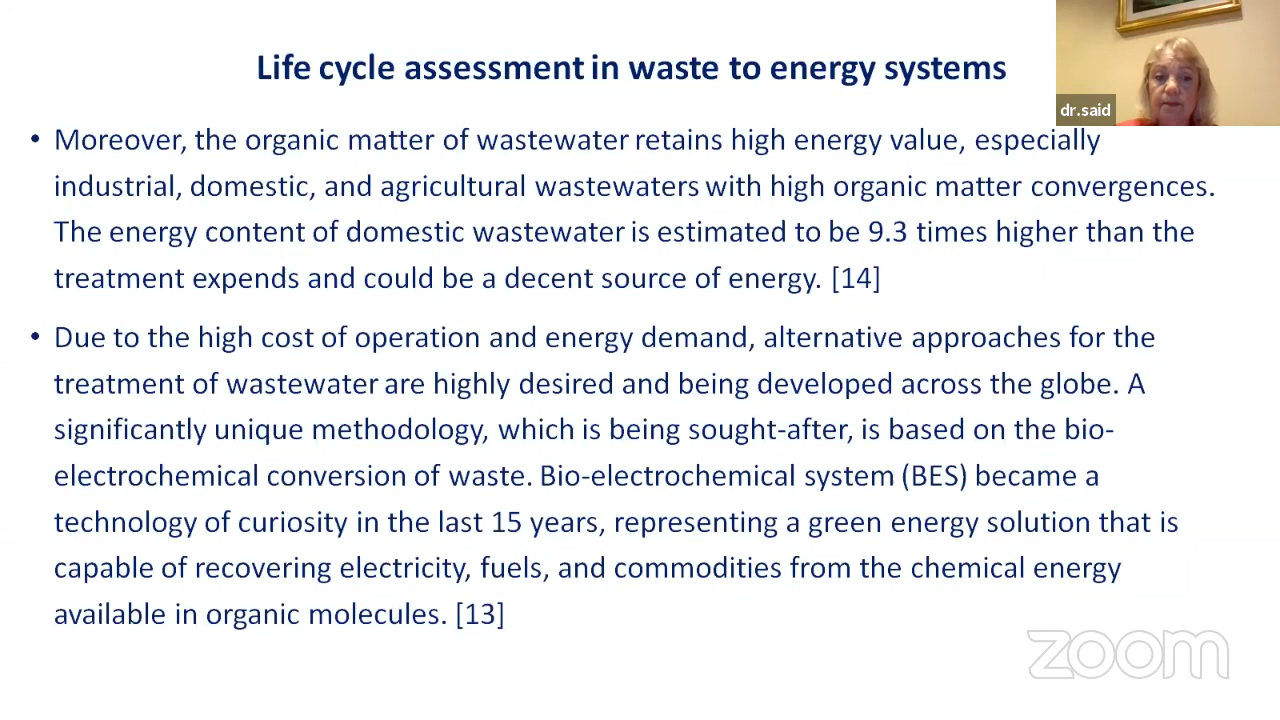 Life cycle assessment in waste to energy systems
dr.said
• Moreover, the organic matter of wastewater retains high energy value, especially
industrial, domestic, and agricultural wastewaters with high organic matter convergences.
The energy content of domestic wastewater is estimated to be 9.3 times higher than the
treatment expends and could be a decent source of energy. [14]
• Due to the high cost of operation and energy demand, alternative approaches for the
treatment of wastewater are highly desired and being developed across the globe. A
significantly unique methodology, which is being sought-after, is based on the bio-
electrochemical conversion of waste. Bio-electrochemical system (BES) became a
technology of curiosity in the last 15 years, representing a green energy solution that is
capable of recovering electricity, fuels, and commodities from the chemical energy
available in organic molecules. [13]
zoom